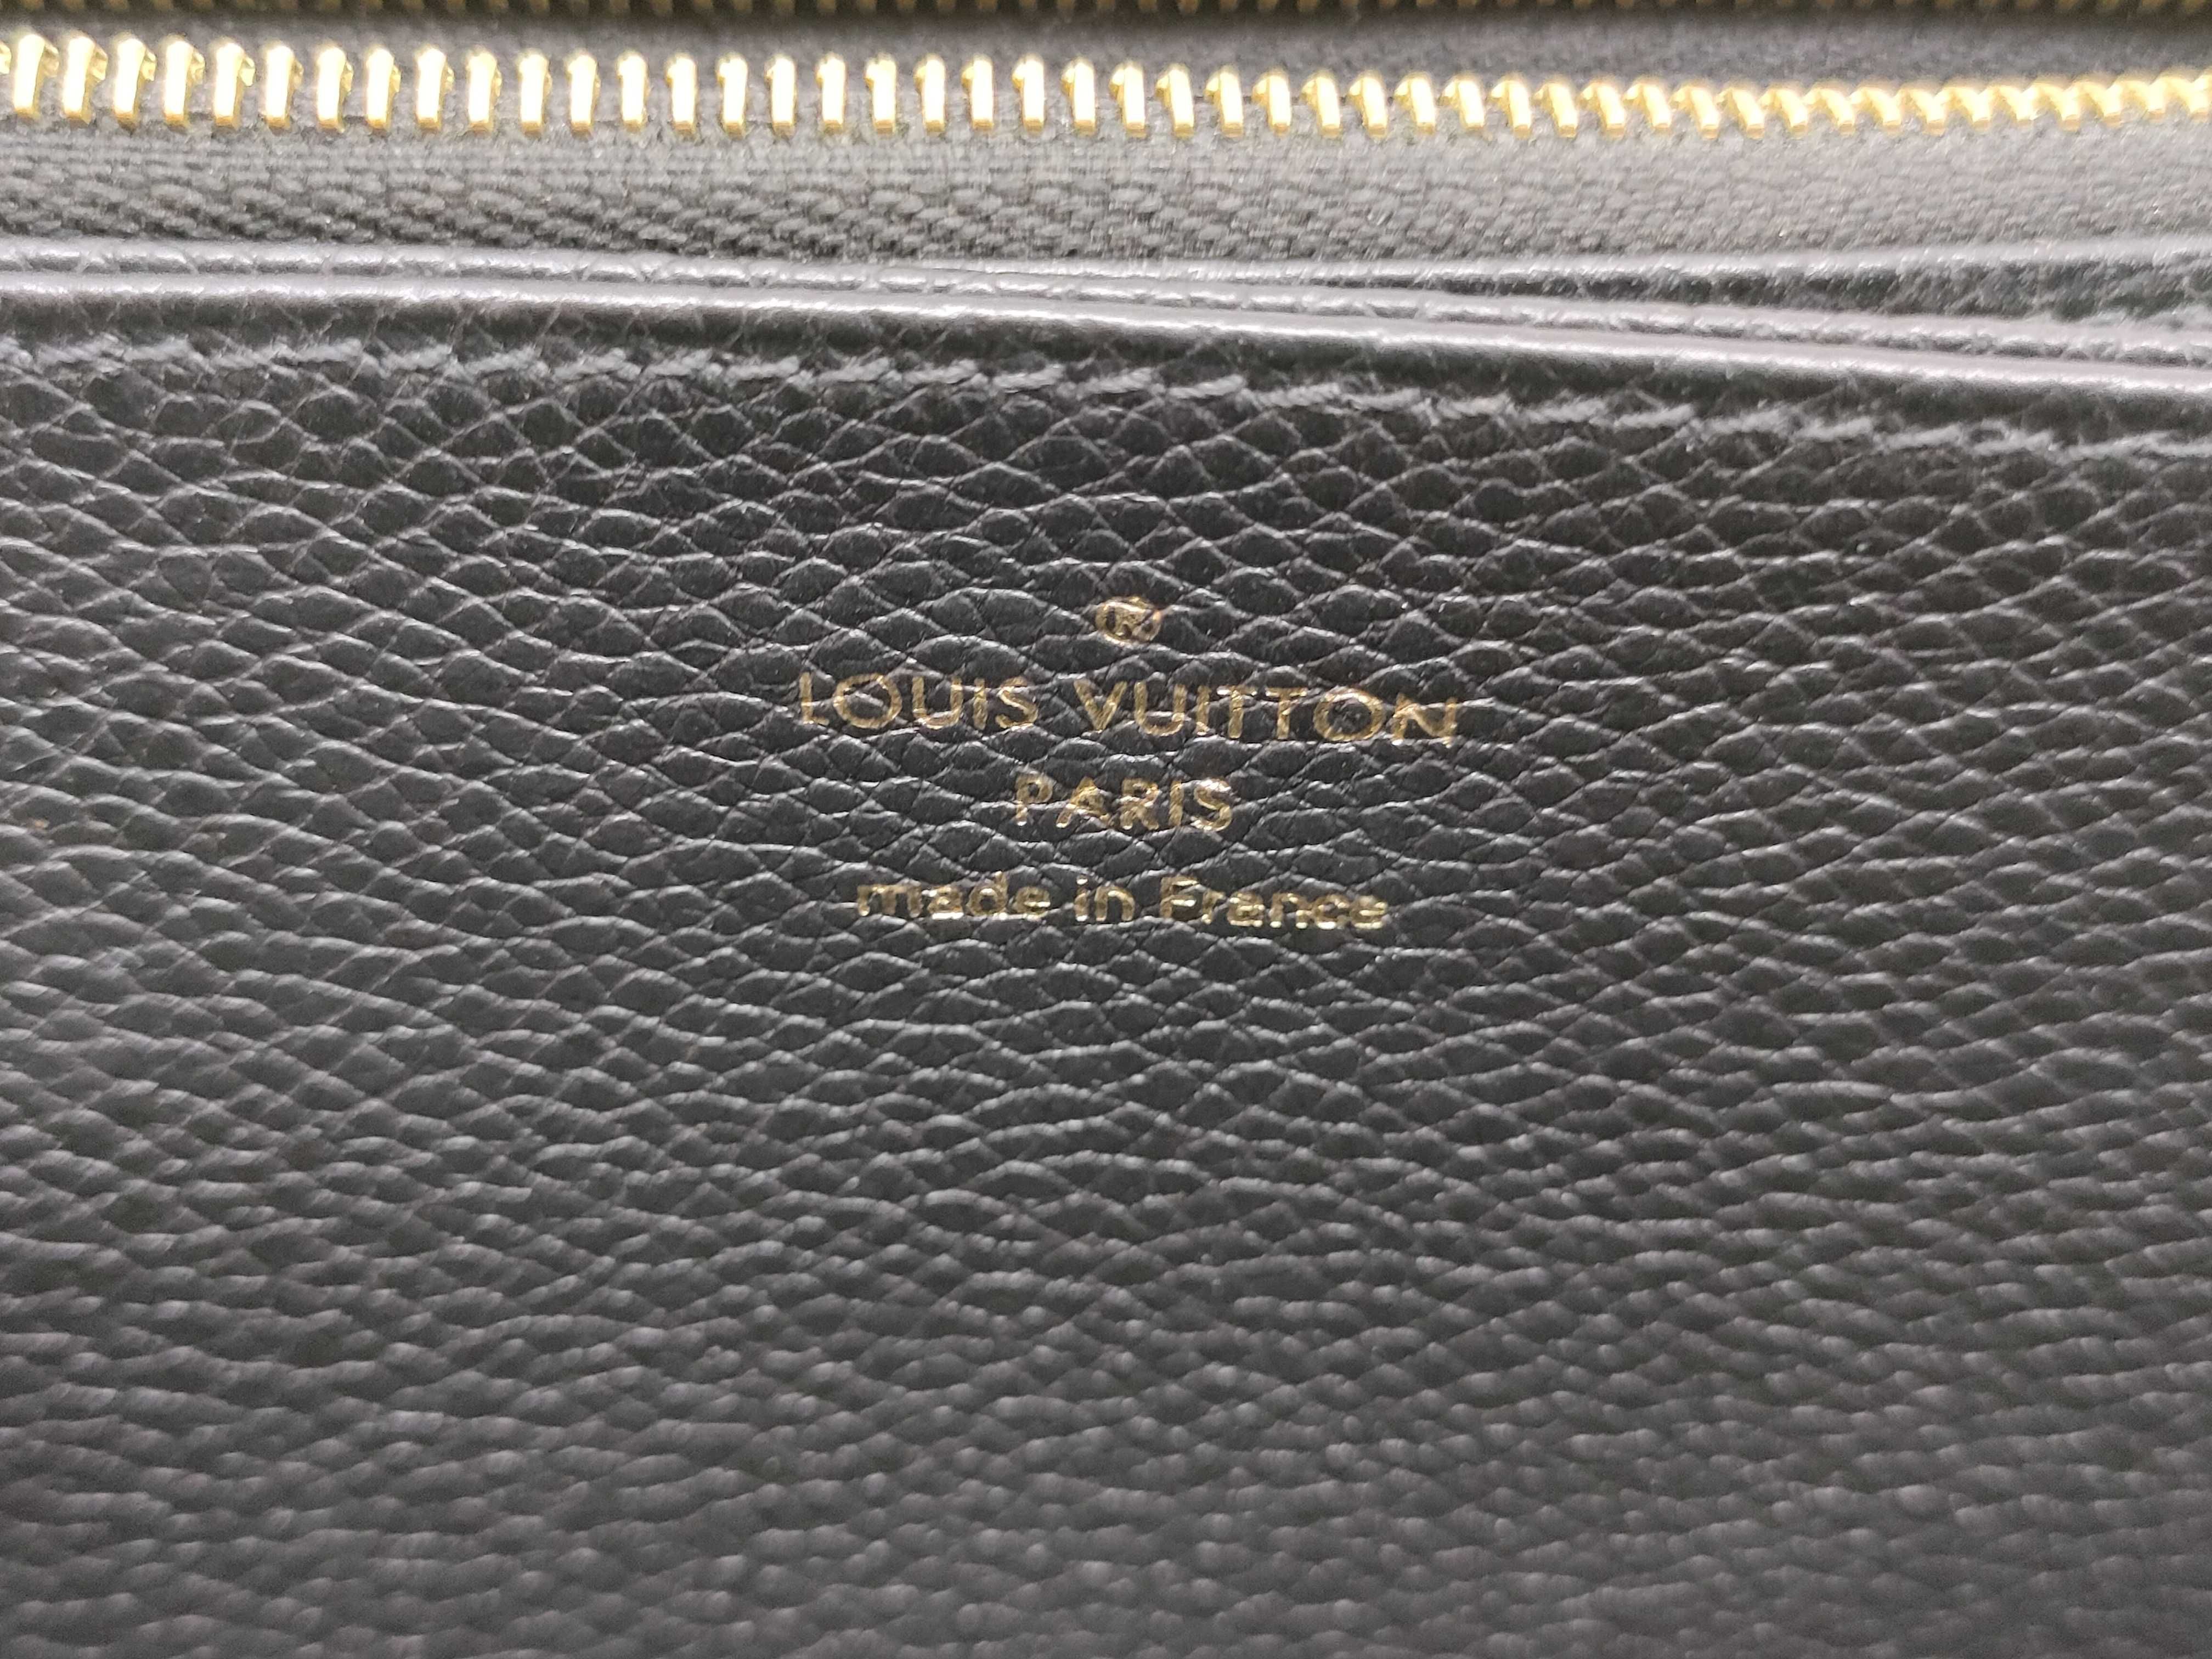 ®
LOUIS VUITTON
PARIS
made in France